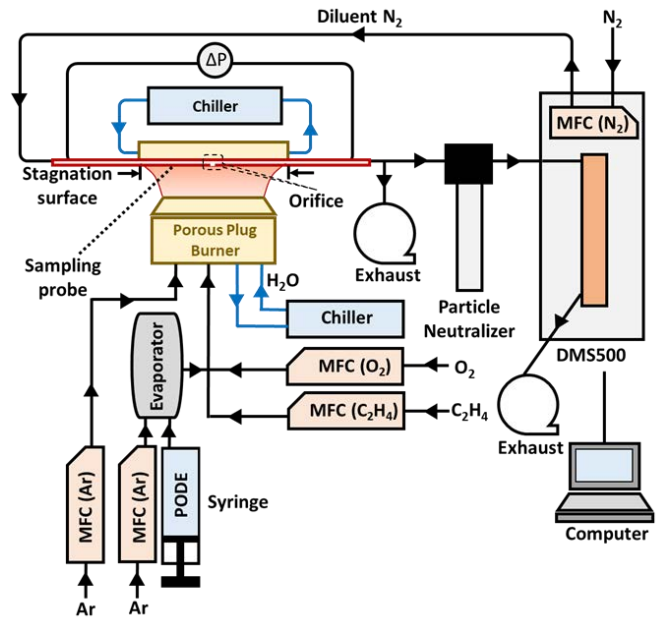 Diluent N₂
N₂
ΔP
Chiller
MFC (N₂)
Stagnation
surface
Orifice
Porous Plug
Burner
Sampling
probe
H₂O
Exhaust
Particle
Neutralizer
Chiller
DMS500
Evaporator
MFC (O₂)
O₂
MFC (C₂H₄)
C₂H₄
Exhaust
MFC (Ar)
MFC (Ar)
PODE
Syringe
Computer
Ar
Ar